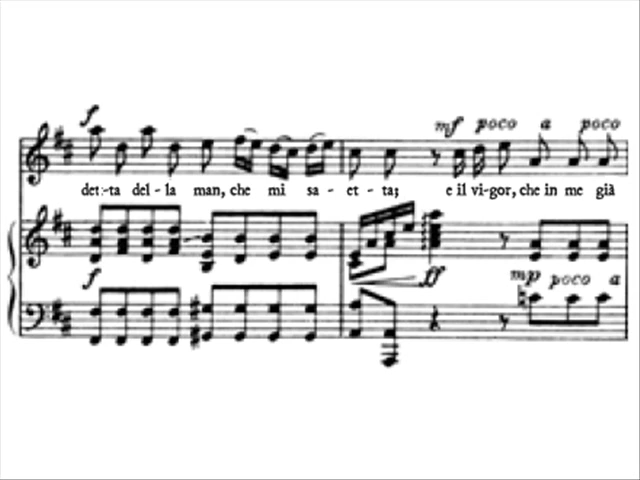 f
mf poco a poco
det-ta del-la man, che mi sa-et-ta; e il vi-gor, che in me già
f ff mp poco a